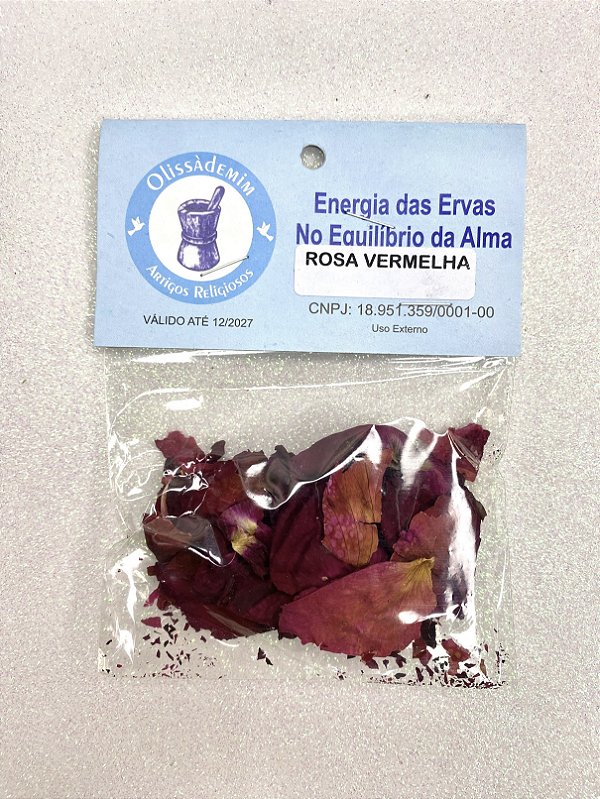 OLISSÀDEMIM
ARTIGOS RELIGIOSOS
VÁLIDO ATÉ 12/2027
Energia das Ervas
No Equilíbrio da Alma
ROSA VERMELHA
CNPJ: 18.951.359/0001-00
Uso Externo